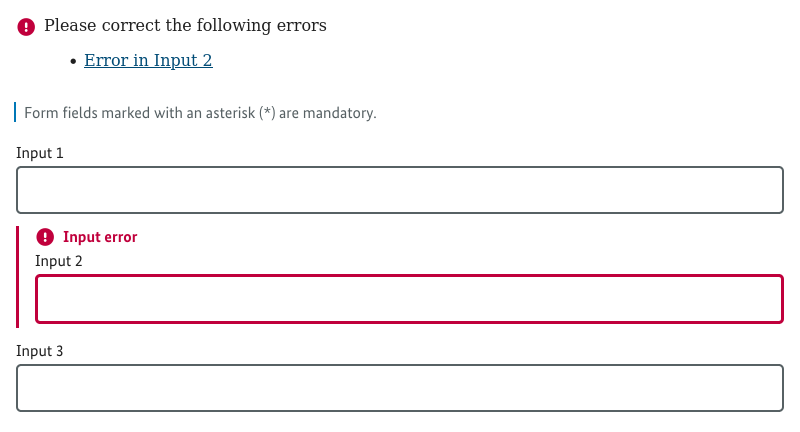 Please correct the following errors
• Error in Input 2
Form fields marked with an asterisk (*) are mandatory.
Input 1
Input error
Input 2
Input 3